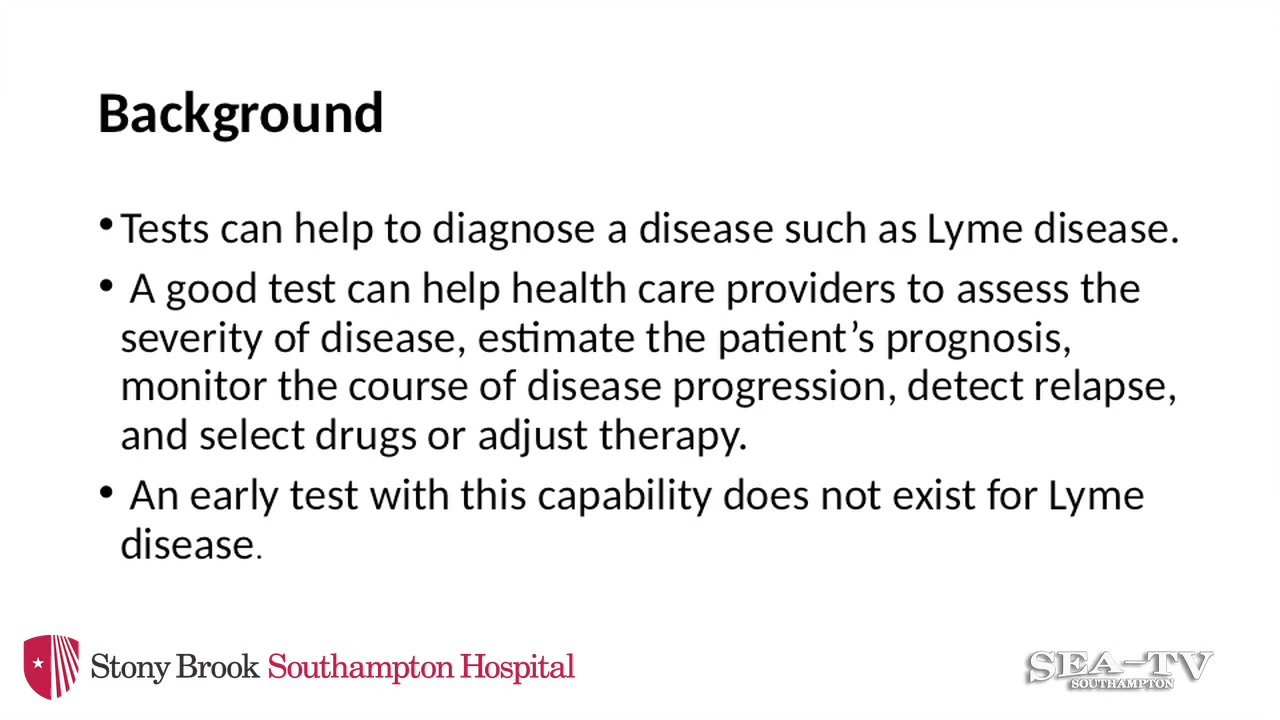 Background
• Tests can help to diagnose a disease such as Lyme disease.
• A good test can help health care providers to assess the
severity of disease, estimate the patient’s prognosis,
monitor the course of disease progression, detect relapse,
and select drugs or adjust therapy.
• An early test with this capability does not exist for Lyme
disease.
Stony Brook Southampton Hospital
SEA-TV
SOUTHAMPTON